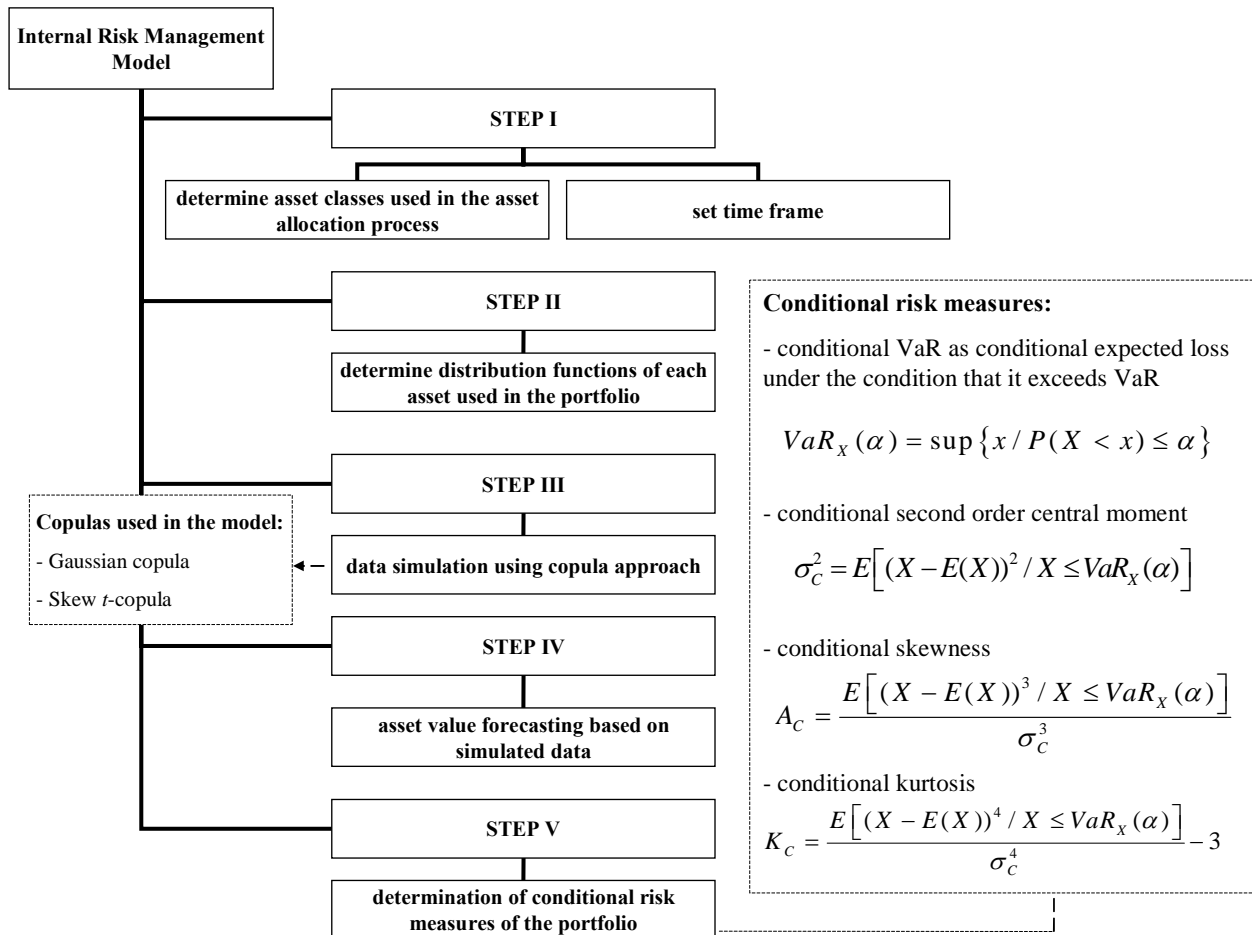 Internal Risk Management
Model
STEP I
determine asset classes used in the asset
allocation process
set time frame
STEP II
determine distribution functions of each
asset used in the portfolio
STEP III
data simulation using copula approach
Copulas used in the model:
- Gaussian copula
- Skew t-copula
STEP IV
asset value forecasting based on
simulated data
STEP V
determination of conditional risk
measures of the portfolio
Conditional risk measures:
- conditional VaR as conditional expected loss
under the condition that it exceeds VaR
VaR_X(α) = sup{x / P(X < x) ≤ α}
- conditional second order central moment
σ_C^2 = E[(X − E(X))^2 / X ≤ VaR_X(α)]
- conditional skewness
A_C = E[(X − E(X))^3 / X ≤ VaR_X(α)] / σ_C^3
- conditional kurtosis
K_C = E[(X − E(X))^4 / X ≤ VaR_X(α)] / σ_C^4 − 3